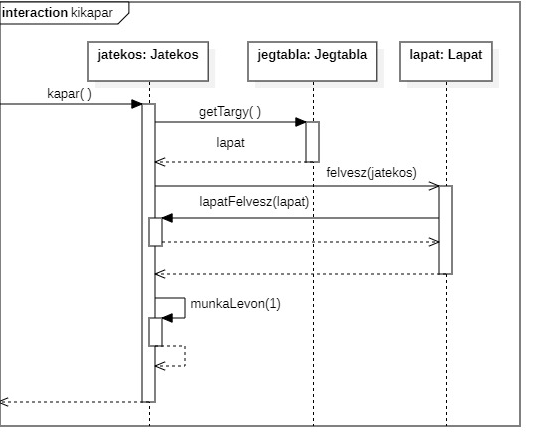 interaction kikapar
jatekos: Jatekos
jegtabla: Jegtabla
lapat: Lapat
kapar( )
getTargy( )
lapat
felvesz(jatekos)
lapatFelvesz(lapat)
munkaLevon(1)